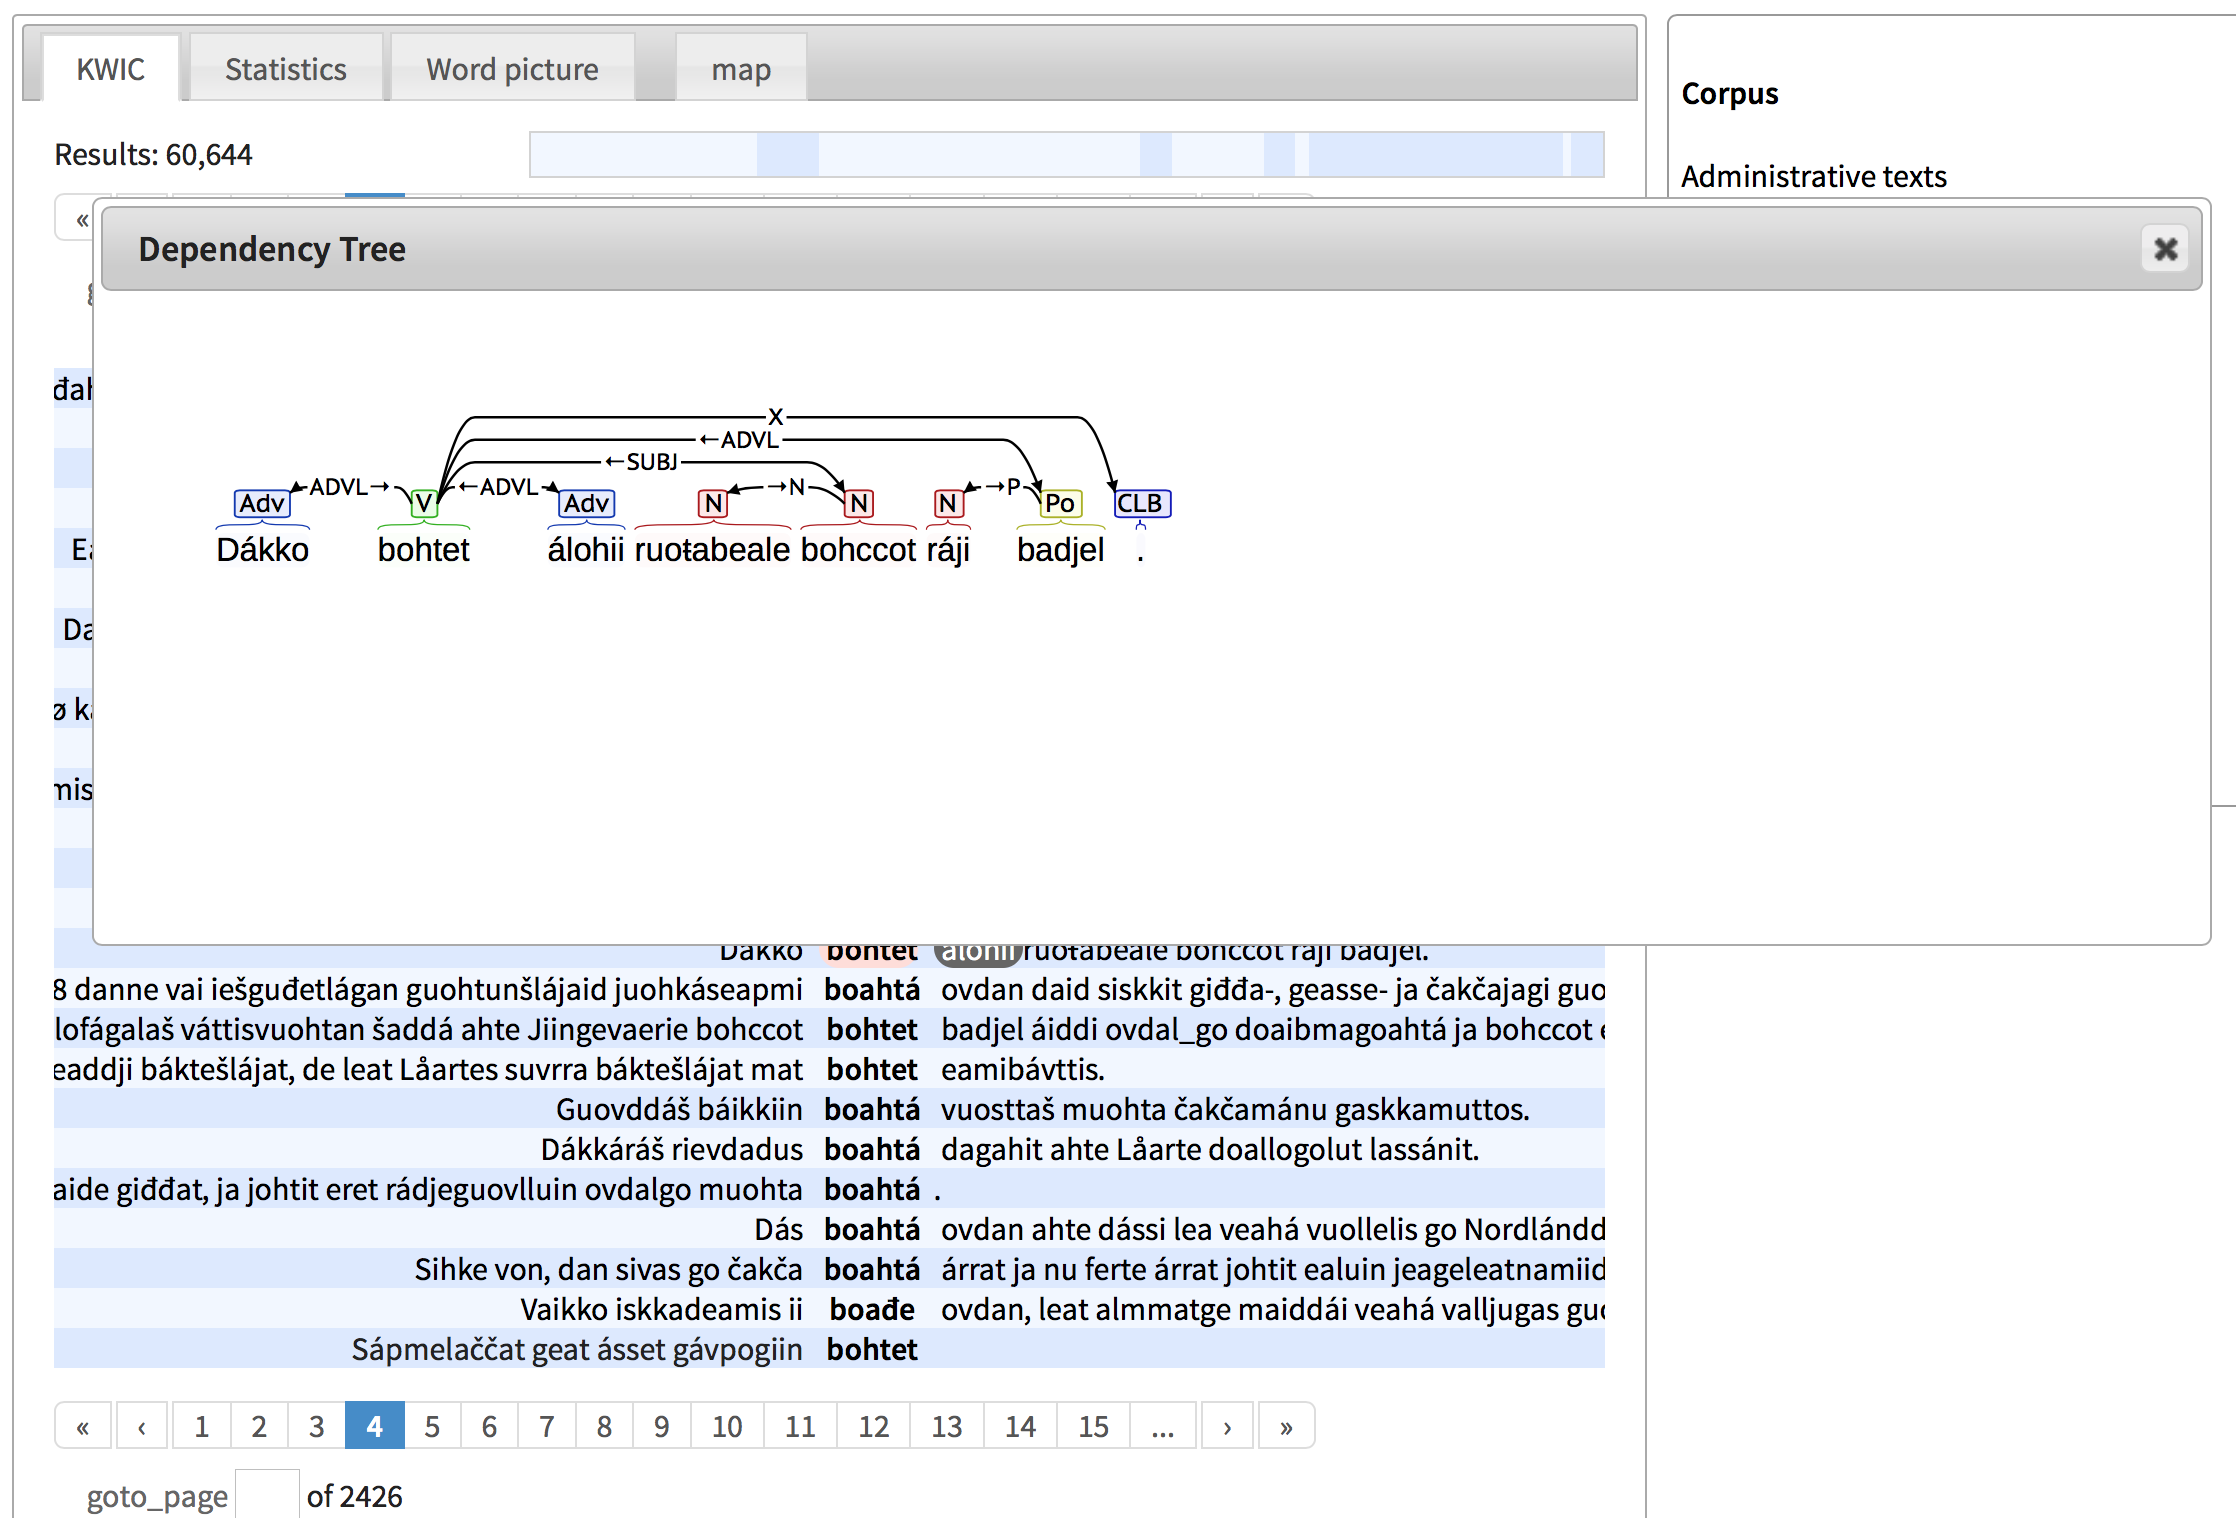 KWIC Statistics Word picture map
Corpus
Results: 60,644
Administrative texts
«
Dependency Tree
X
←ADVL
←SUBJ
ADVL→ ←ADVL →N →P
Adv V Adv N N N Po CLB
Dákko bohtet álohii ruoŧabeale bohccot ráji badjel .
Dákko bohtet álohii ruoŧabeale bohccot ráji badjel.
8 danne vai iešguđetlágan guohtunšlájaid juohkáseapmi boahtá ovdan daid siskkit giđđa-, geasse- ja čakčajagi guo
lofágalaš váttisvuohtan šaddá ahte Jiingevaerie bohccot bohtet badjel áiddi ovdal_go doaibmagoahtá ja bohccot
eaddji báktešlájat, de leat Låartes suvrra báktešlájat mat bohtet eamibávttis.
Guovddáš báikkiin boahtá vuosttaš muohta čakčamánu gaskkamuttos.
Dákkáráš rievdadus boahtá dagahit ahte Låarte doallogolut lassánit.
aide giđđat, ja johtit eret rádjeguovlluin ovdalgo muohta boahtá .
Dás boahtá ovdan ahte dássi lea veahá vuollelis go Nordlándd
Sihke von, dan sivas go čakča boahtá árrat ja nu ferte árrat johtit ealuin jeageleatnamiid
Vaikko iskkadeamis ii boađe ovdan, leat almmatge maiddái veahá valljugas guo
Sápmelaččat geat ásset gávpogiin bohtet
« ‹ 1 2 3 4 5 6 7 8 9 10 11 12 13 14 15 ... › »
goto_page of 2426